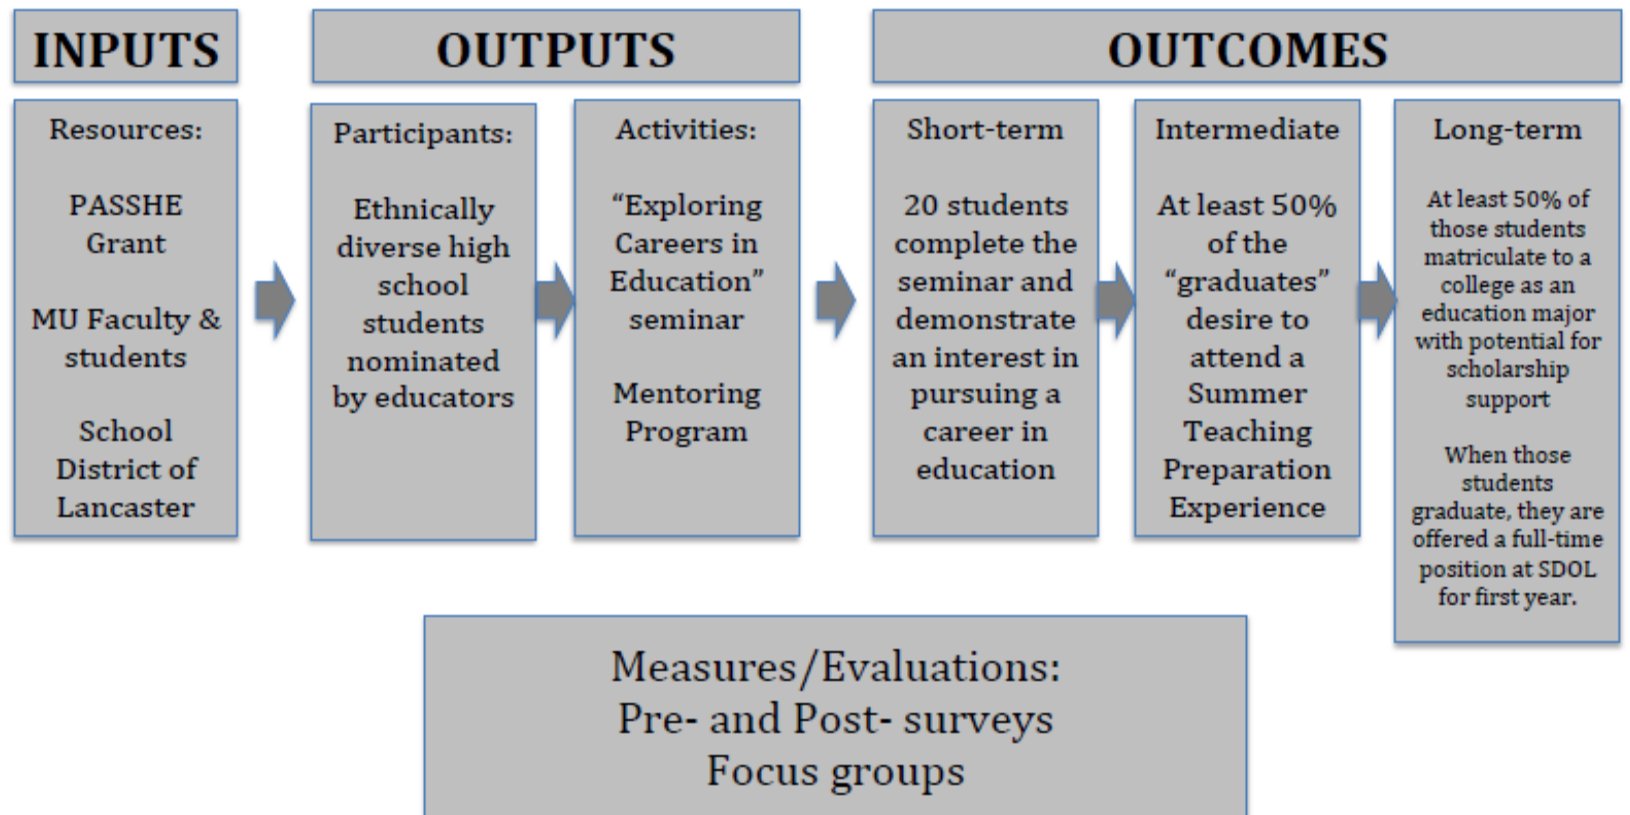 INPUTS
OUTPUTS
OUTCOMES
Resources:
PASSHE
Grant
MU Faculty &
students
School
District of
Lancaster
Participants:
Ethnically
diverse high
school
students
nominated
by educators
Activities:
“Exploring
Careers in
Education”
seminar
Mentoring
Program
Short-term
20 students
complete the
seminar and
demonstrate
an interest in
pursuing a
career in
education
Intermediate
At least 50%
of the
“graduates”
desire to
attend a
Summer
Teaching
Preparation
Experience
Long-term
At least 50% of
those students
matriculate to a
college as an
education major
with potential for
scholarship
support
When those
students
graduate, they are
offered a full-time
position at SDOL
for first year.
Measures/Evaluations:
Pre- and Post- surveys
Focus groups